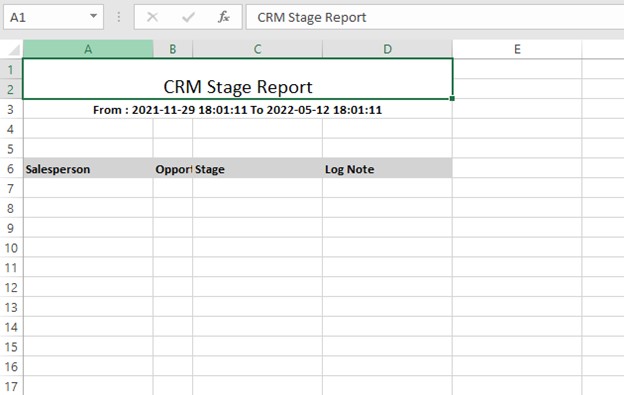 A1 fx CRM Stage Report
A B C D E
1
2 CRM Stage Report
3 From : 2021-11-29 18:01:11 To 2022-05-12 18:01:11
4
5
6 Salesperson Opport Stage Log Note
7
8
9
10
11
12
13
14
15
16
17